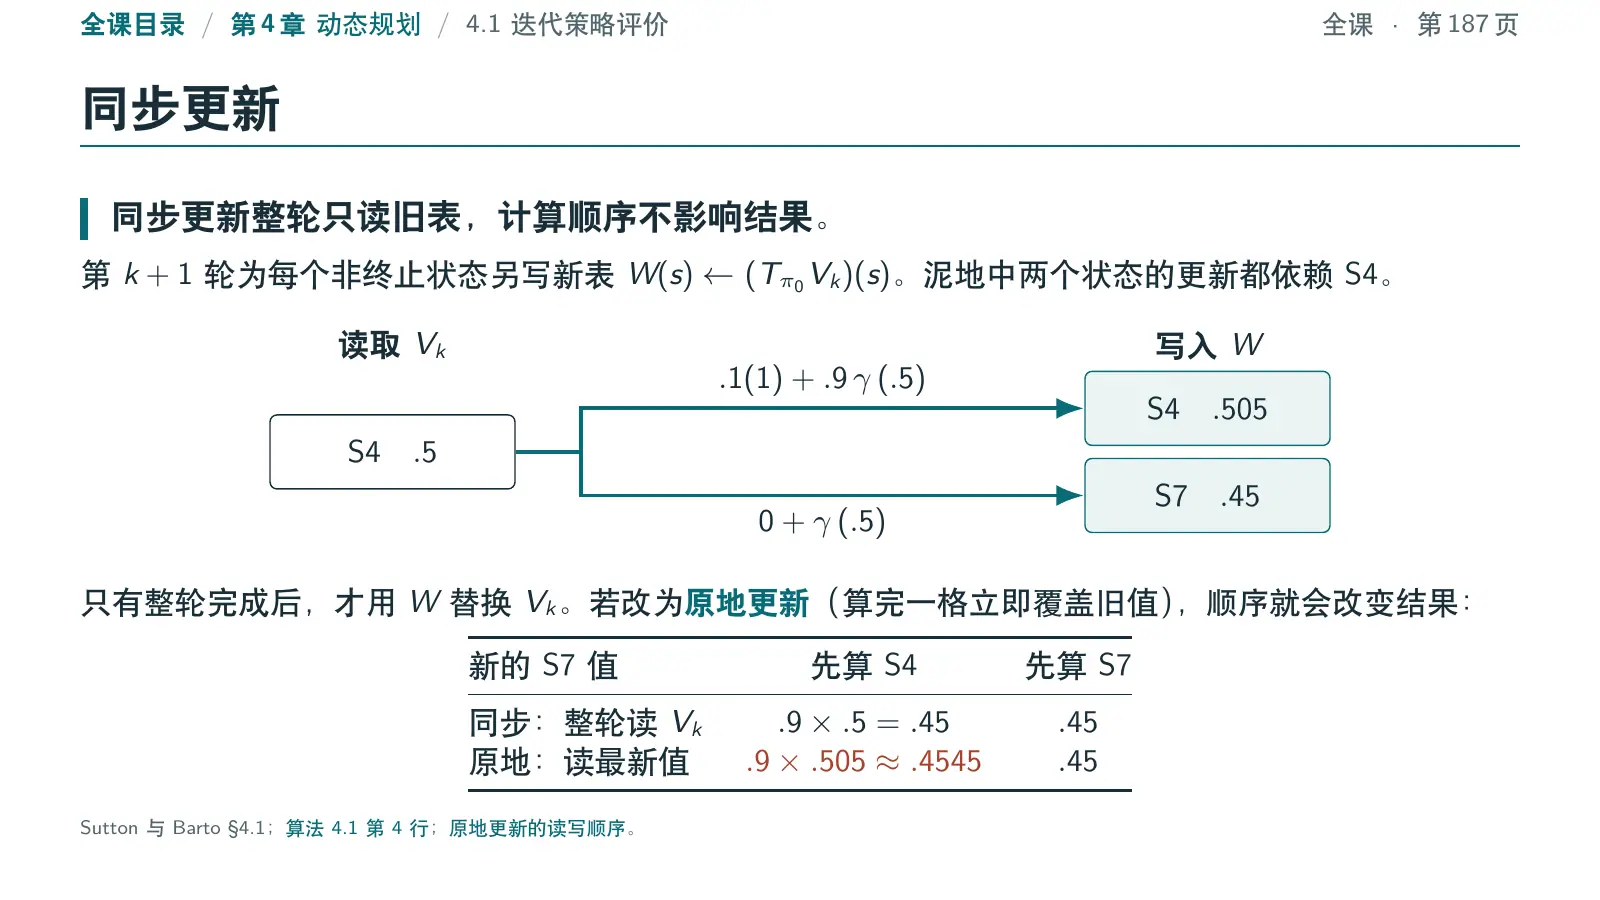 全课目录 / 第 4 章 动态规划 / 4.1 迭代策略评价
全课 · 第 187 页
同步更新
同步更新整轮只读旧表，计算顺序不影响结果。
第 k + 1 轮为每个非终止状态另写新表 W(s) ← (T_{π_0} V_k)(s)。泥地中两个状态的更新都依赖 S4。
读取 V_k
写入 W
.1(1) + .9 γ (.5)
S4 .505
S4 .5
S7 .45
0 + γ (.5)
只有整轮完成后，才用 W 替换 V_k。若改为原地更新（算完一格立即覆盖旧值），顺序就会改变结果：
新的 S7 值 先算 S4 先算 S7
同步：整轮读 V_k .9 × .5 = .45 .45
原地：读最新值 .9 × .505 ≈ .4545 .45
Sutton 与 Barto §4.1；算法 4.1 第 4 行；原地更新的读写顺序。